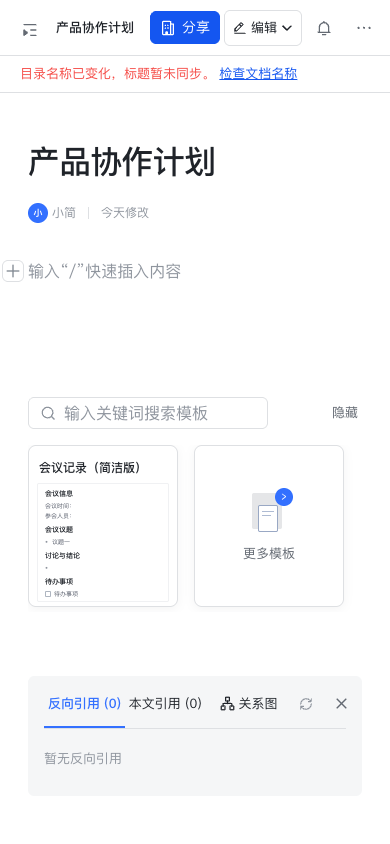 产品协作计划 分享 编辑
目录名称已变化，标题暂未同步。 检查文档名称
产品协作计划
小 小简 今天修改
输入“/”快速插入内容
输入关键词搜索模板 隐藏
会议记录（简洁版）
会议信息
会议时间：
参会人员：
会议议题
• 议题一
讨论与结论
•
待办事项
待办事项
更多模板
反向引用 (0) 本文引用 (0) 关系图
暂无反向引用